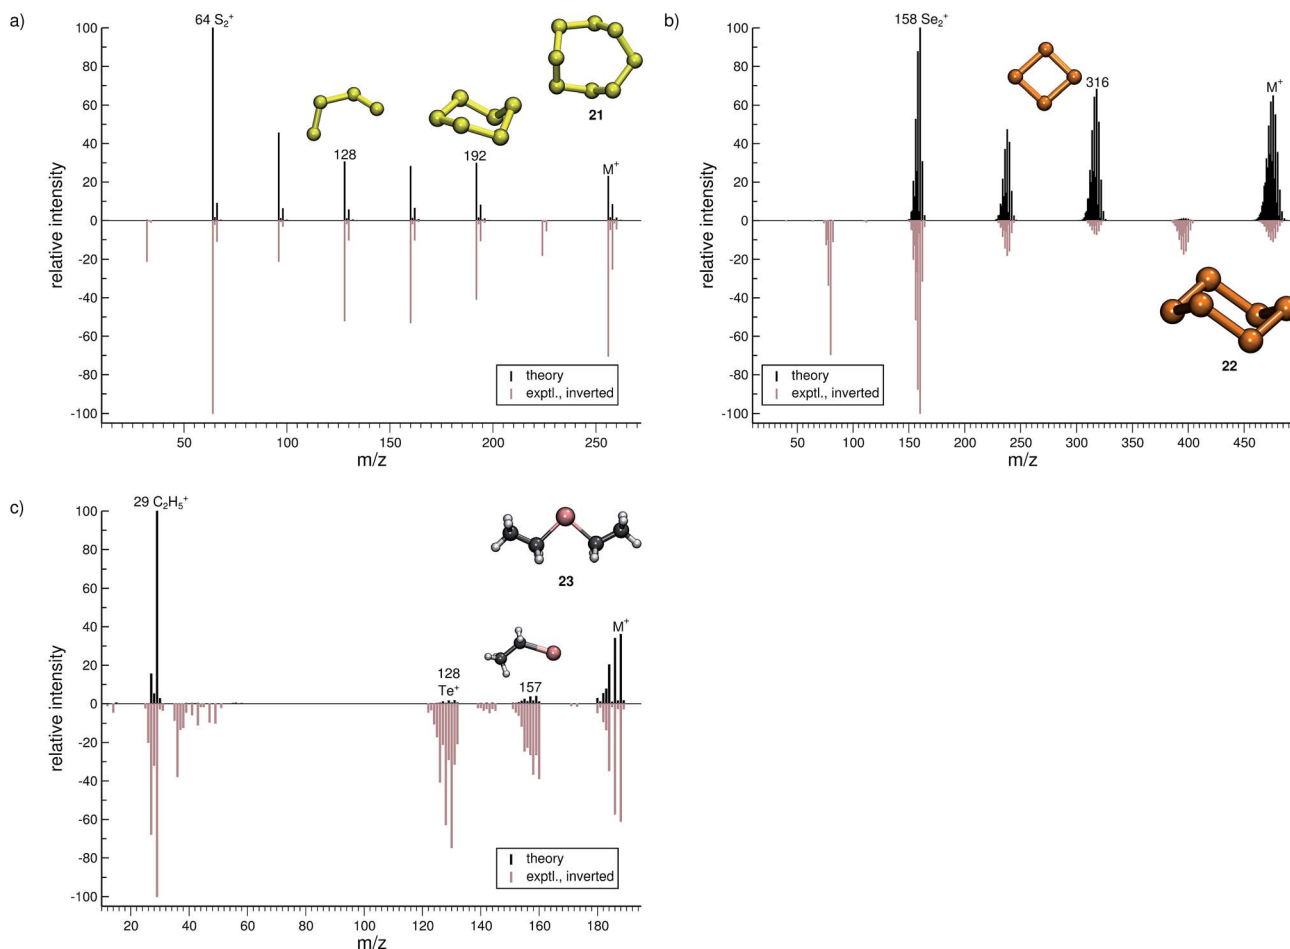 a)
64 S₂⁺
100
80
60
40
20
0
-20
-40
-60
-80
-100
relative intensity
128
192
21
M⁺
theory
exptl., inverted
50
100
150
200
250
m/z
b)
158 Se₂⁺
100
80
60
40
20
0
-20
-40
-60
-80
-100
relative intensity
316
M⁺
22
theory
exptl., inverted
50
100
150
200
250
300
350
400
450
m/z
c)
29 C₂H₅⁺
100
80
60
40
20
0
-20
-40
-60
-80
-100
relative intensity
23
128
Te⁺
157
M⁺
theory
exptl., inverted
20
40
60
80
100
120
140
160
180
m/z